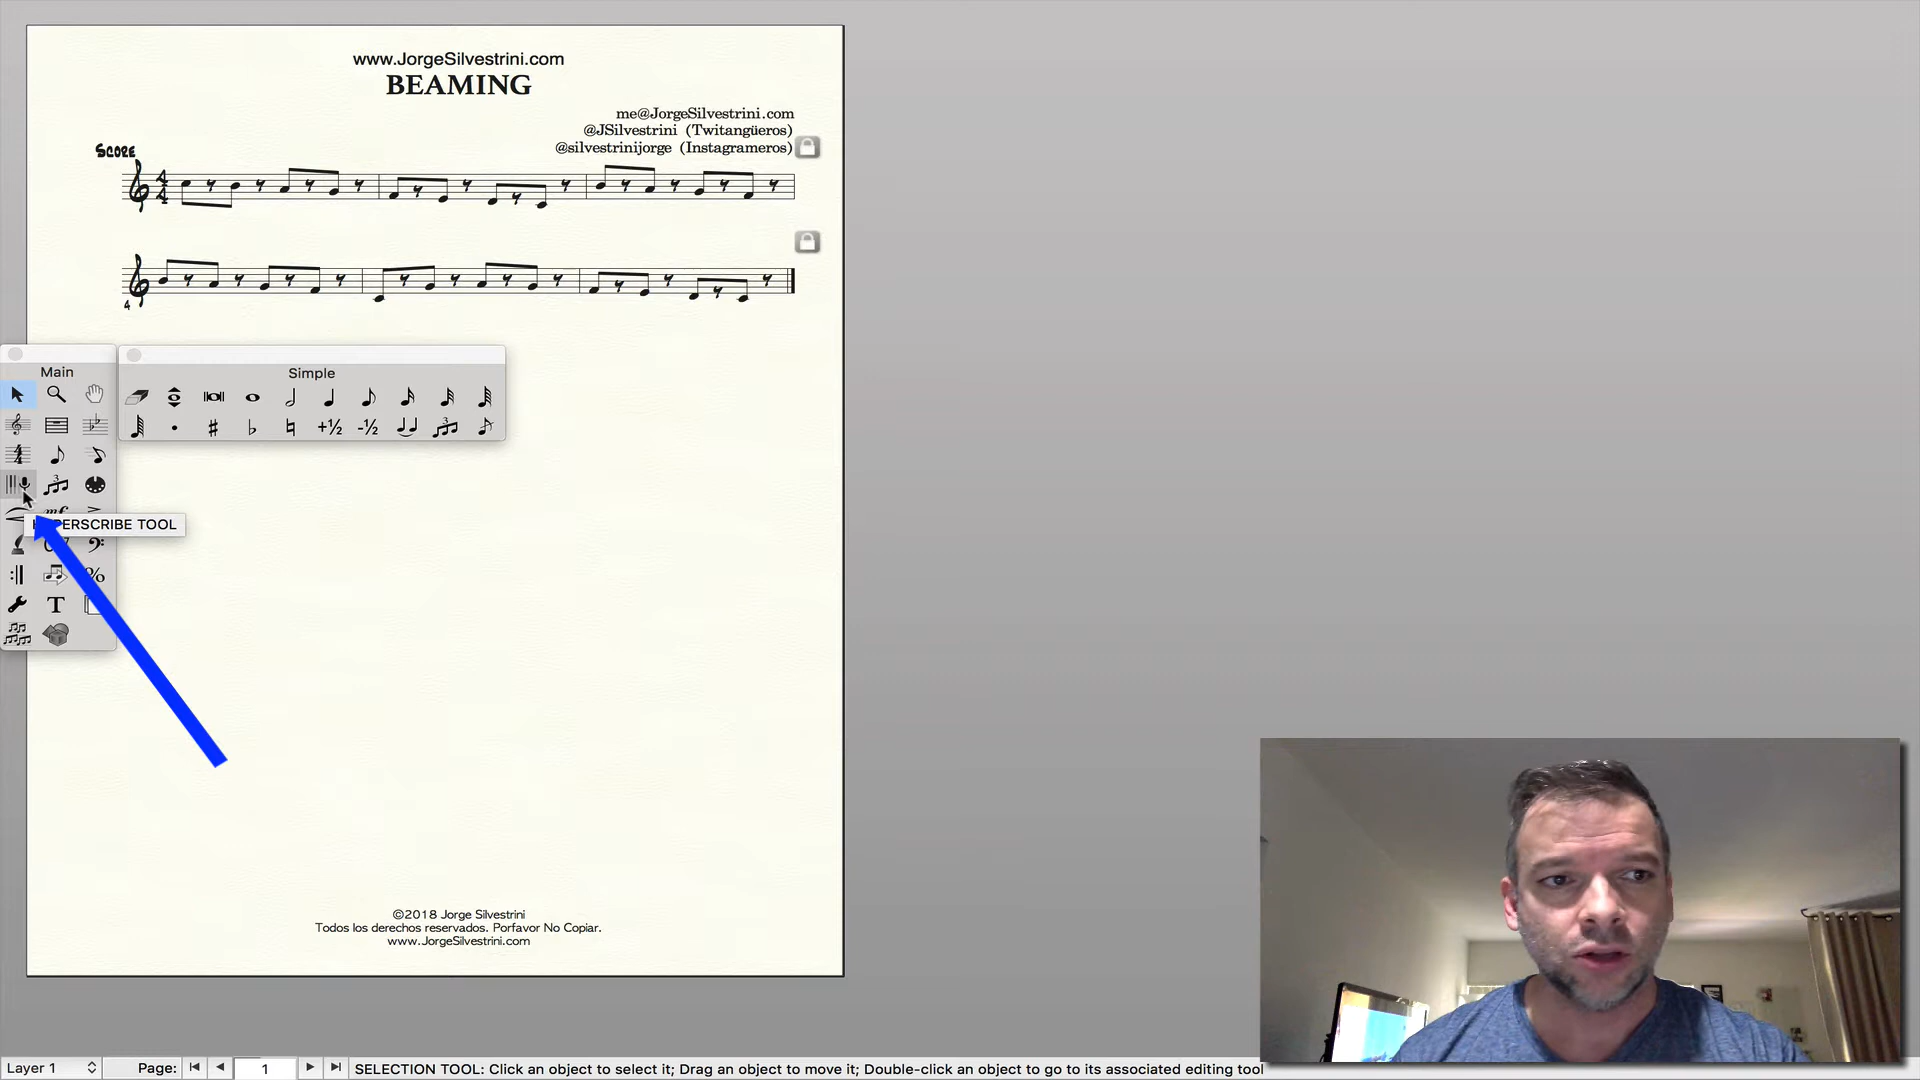 www.JorgeSilvestrini.com
BEAMING
me@JorgeSilvestrini.com
@JSilvestrini (Twitangüeros)
@silvestrinijorge (Instagrameros)
SCORE
4
Main
Simple
+½
-½
TOOL
T
©2018 Jorge Silvestrini
Todos los derechos reservados. Porfavor No Copiar.
www.JorgeSilvestrini.com
Layer 1
Page:
1
SELECTION TOOL: Click an object to select it; Drag an object to move it; Double-click an object to go to its associated editing tool